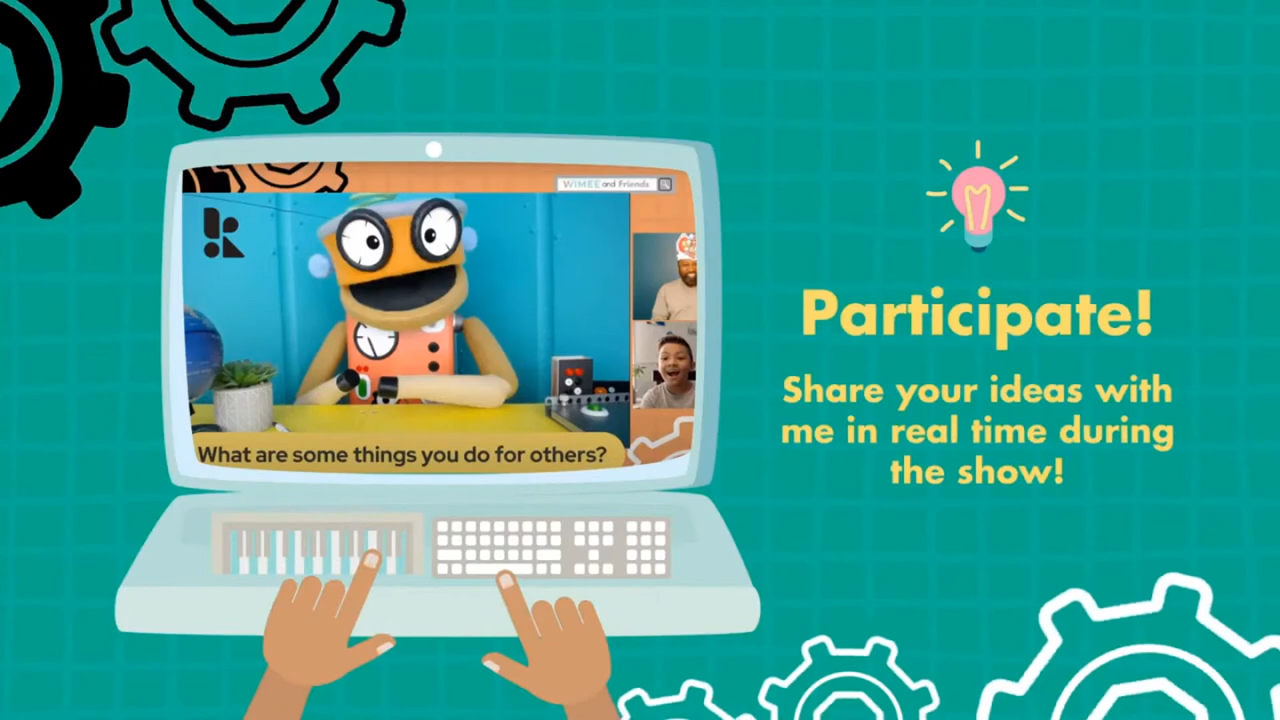 WIMEE and Friends
What are some things you do for others?
Participate!
Share your ideas with
me in real time during
the show!